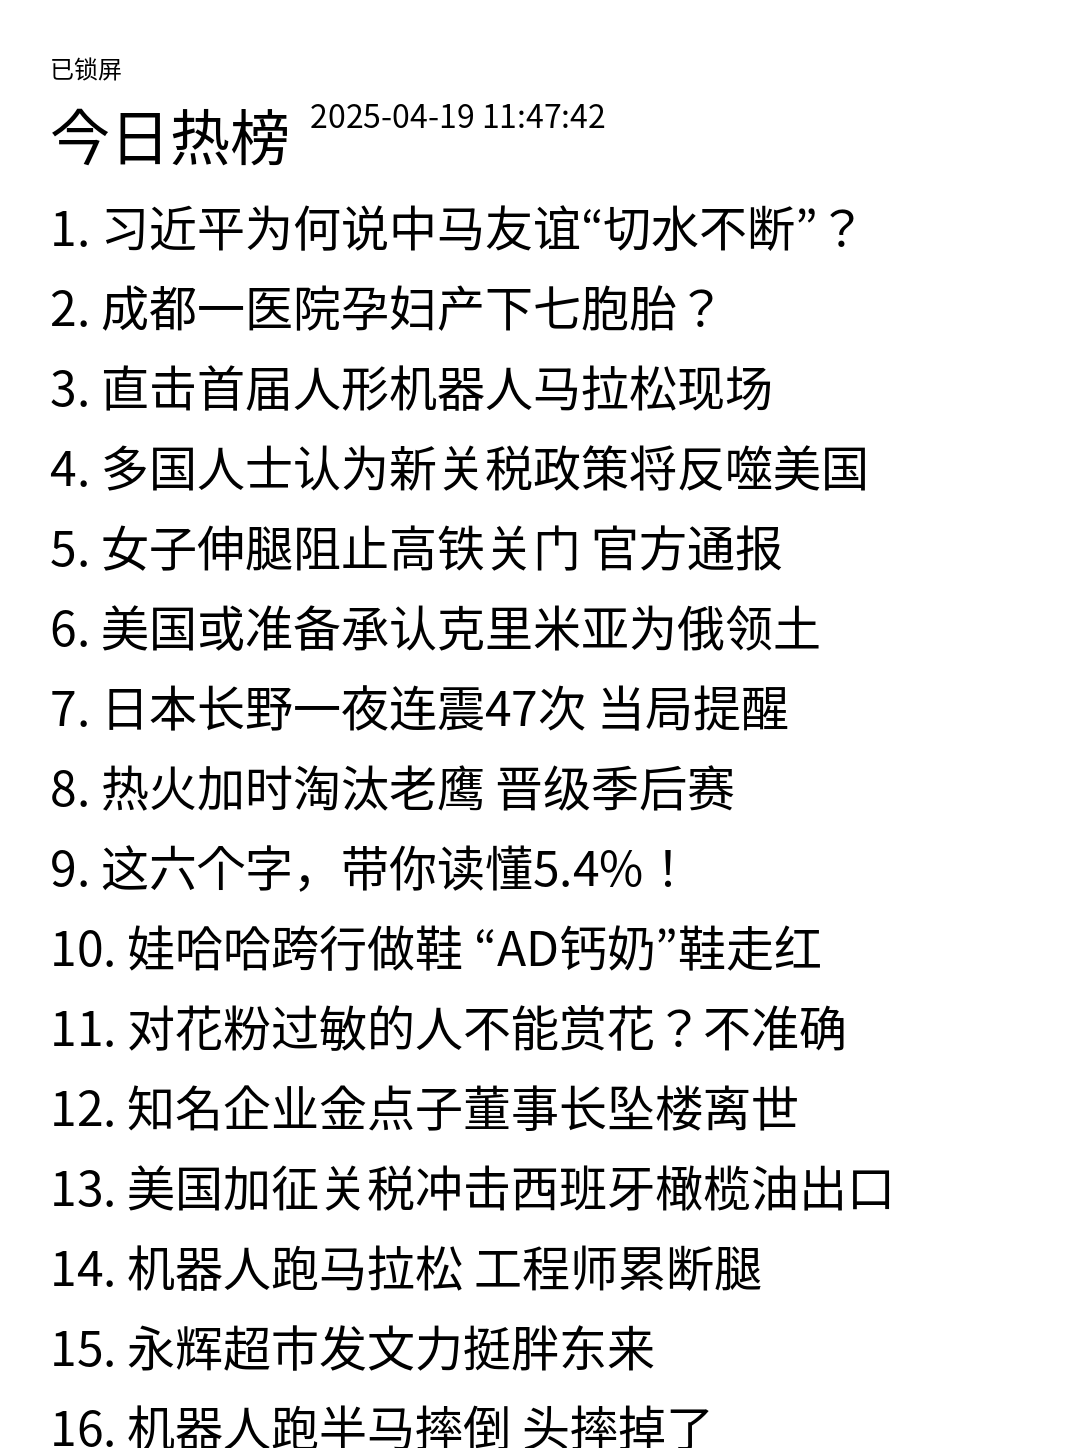 已锁屏
今日热榜 2025-04-19 11:47:42
1. 习近平为何说中马友谊“切水不断”？
2. 成都一医院孕妇产下七胞胎？
3. 直击首届人形机器人马拉松现场
4. 多国人士认为新关税政策将反噬美国
5. 女子伸腿阻止高铁关门 官方通报
6. 美国或准备承认克里米亚为俄领土
7. 日本长野一夜连震47次 当局提醒
8. 热火加时淘汰老鹰 晋级季后赛
9. 这六个字，带你读懂5.4%！
10. 娃哈哈跨行做鞋 “AD钙奶”鞋走红
11. 对花粉过敏的人不能赏花？不准确
12. 知名企业金点子董事长坠楼离世
13. 美国加征关税冲击西班牙橄榄油出口
14. 机器人跑马拉松 工程师累断腿
15. 永辉超市发文力挺胖东来
16. 机器人跑半马摔倒 头摔掉了